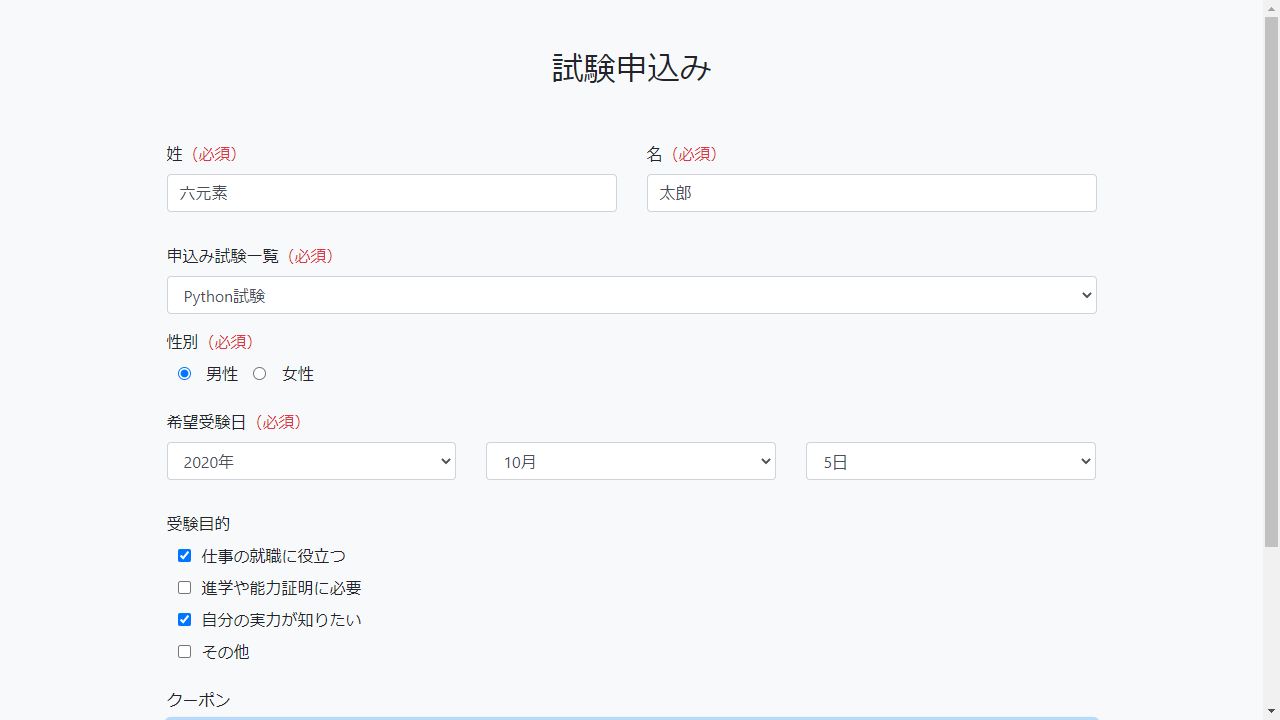 試験申込み
姓（必須） 名（必須）
六元素 太郎
申込み試験一覧（必須）
Python試験
性別（必須）
男性 女性
希望受験日（必須）
2020年 10月 5日
受験目的
仕事の就職に役立つ
進学や能力証明に必要
自分の実力が知りたい
その他
クーポン